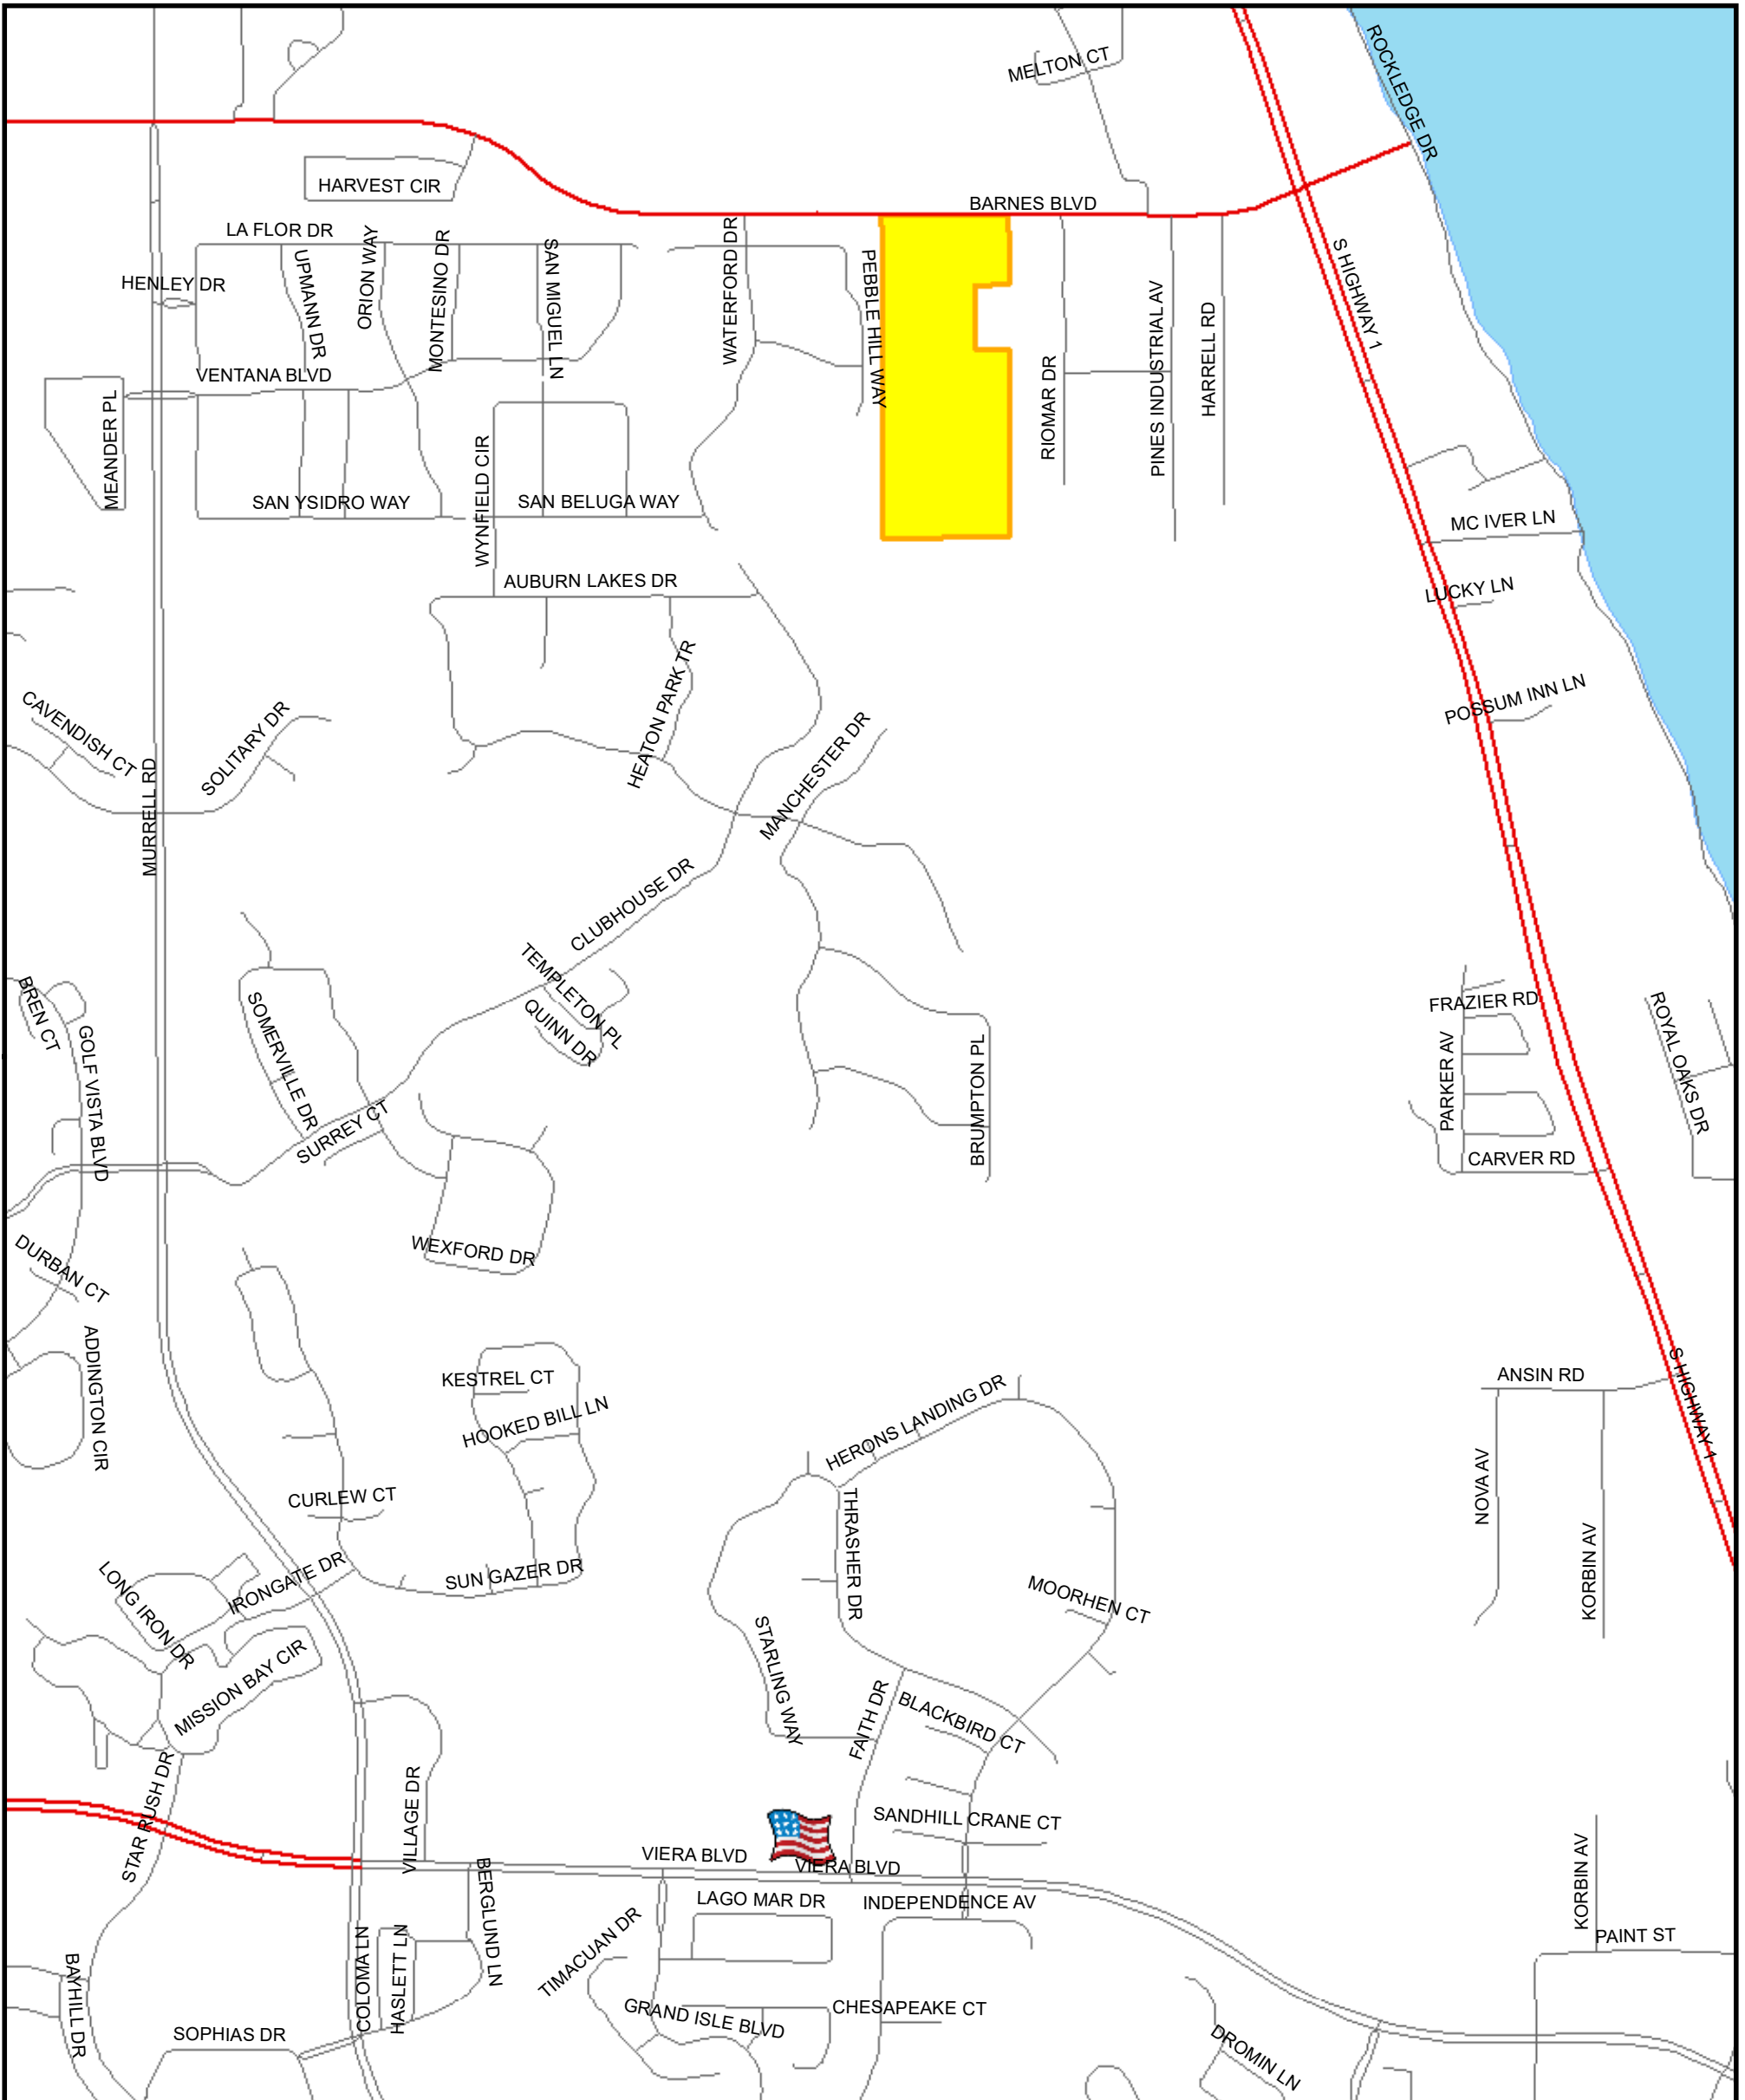 MELTON CT
ROCKLEDGE DR
HARVEST CIR
BARNES BLVD
LA FLOR DR
UPMANN DR
ORION WAY
MONTESINO DR
SAN MIGUEL LN
WATERFORD DR
PEBBLE HILL WAY
S HIGHWAY 1
HENLEY DR
RIOMAR DR
PINES INDUSTRIAL AV
HARRELL RD
VENTANA BLVD
MEANDER PL
WYNFIELD CIR
SAN YSIDRO WAY
SAN BELUGA WAY
MC IVER LN
AUBURN LAKES DR
LUCKY LN
HEATON PARK TR
POSSUM INN LN
CAVENDISH CT
SOLITARY DR
MANCHESTER DR
MURRELL RD
CLUBHOUSE DR
TEMPLETON PL
QUINN DR
BREN CT
GOLF VISTA BLVD
SOMERVILLE DR
FRAZIER RD
ROYAL OAKS DR
PARKER AV
BRUMPTON PL
SURREY CT
CARVER RD
WEXFORD DR
DURBAN CT
ADDINGTON CIR
KESTREL CT
HOOKED BILL LN
HERONS LANDING DR
ANSIN RD
S HIGHWAY 1
NOVA AV
KORBIN AV
CURLEW CT
THRASHER DR
LONG IRON DR
IRONGATE DR
SUN GAZER DR
MOORHEN CT
STARLING WAY
MISSION BAY CIR
FAITH DR
BLACKBIRD CT
STAR RUSH DR
VILLAGE DR
SANDHILL CRANE CT
VIERA BLVD
VIERA BLVD
BERGLUND LN
LAGO MAR DR
INDEPENDENCE AV
KORBIN AV
PAINT ST
TIMACUAN DR
COLOMA LN
HASLETT LN
BAYHILL DR
GRAND ISLE BLVD
CHESAPEAKE CT
SOPHIAS DR
DROMIN LN